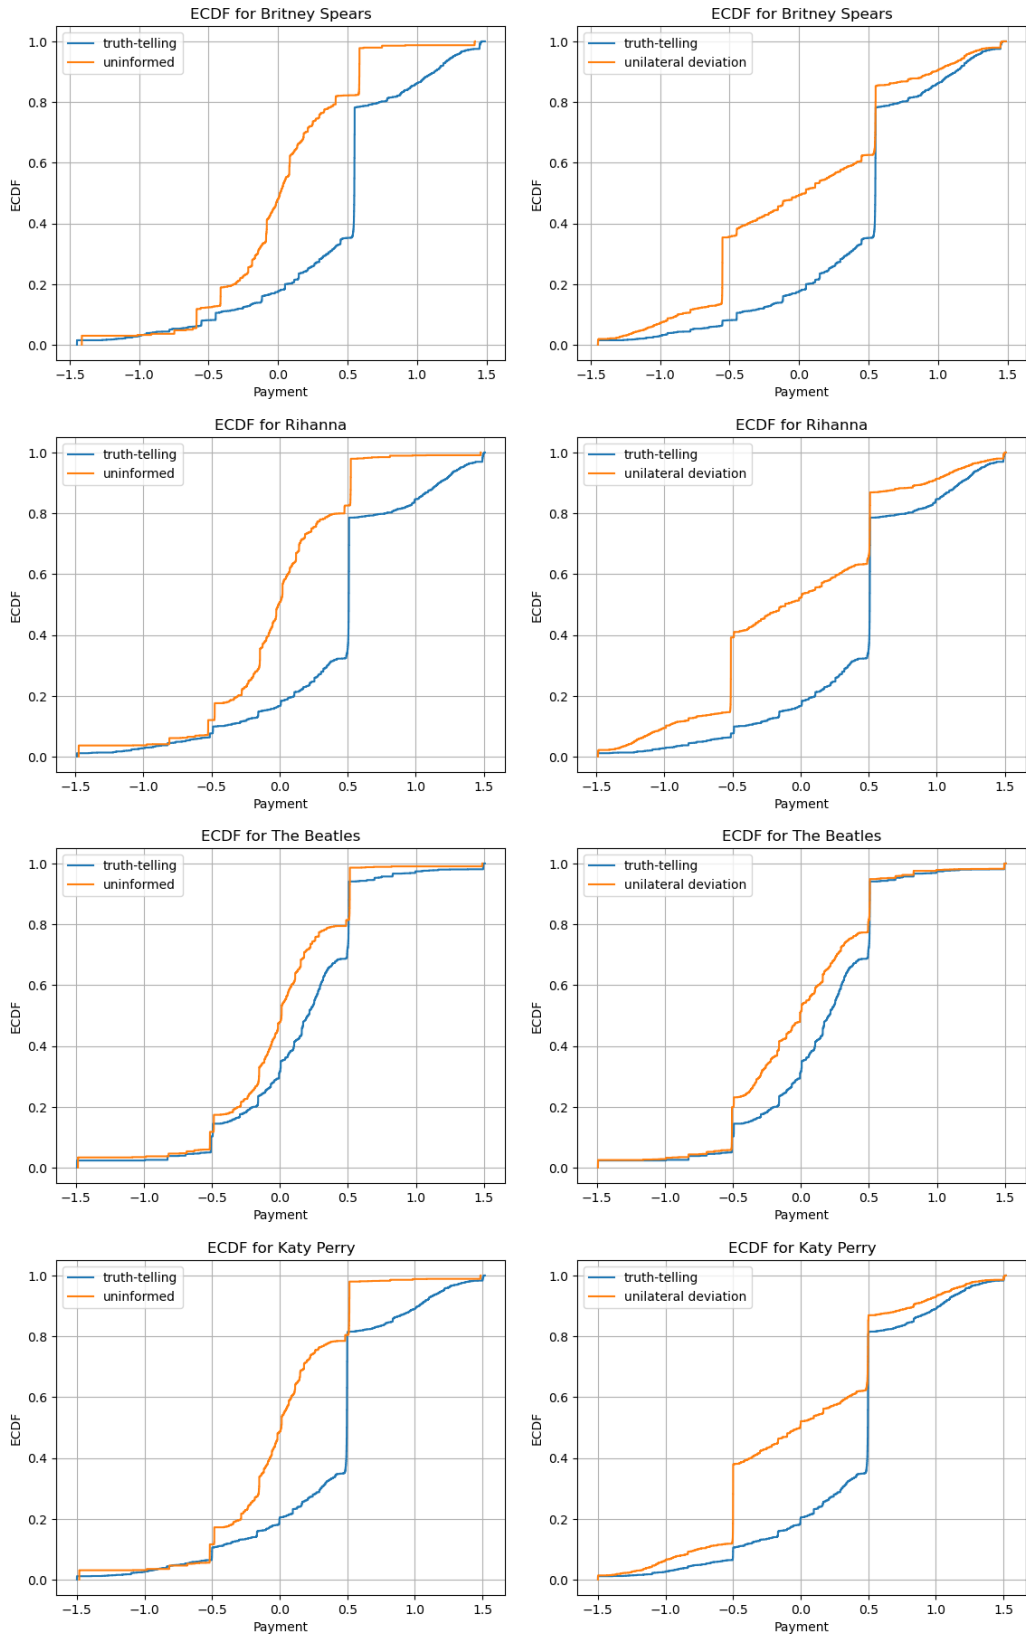 ECDF for Britney Spears
ECDF
1.0
0.8
0.6
0.4
0.2
0.0
truth-telling
uninformed
−1.5 −1.0 −0.5 0.0 0.5 1.0 1.5
Payment
ECDF for Britney Spears
ECDF
1.0
0.8
0.6
0.4
0.2
0.0
truth-telling
unilateral deviation
−1.5 −1.0 −0.5 0.0 0.5 1.0 1.5
Payment
ECDF for Rihanna
ECDF
1.0
0.8
0.6
0.4
0.2
0.0
truth-telling
uninformed
−1.5 −1.0 −0.5 0.0 0.5 1.0 1.5
Payment
ECDF for Rihanna
ECDF
1.0
0.8
0.6
0.4
0.2
0.0
truth-telling
unilateral deviation
−1.5 −1.0 −0.5 0.0 0.5 1.0 1.5
Payment
ECDF for The Beatles
ECDF
1.0
0.8
0.6
0.4
0.2
0.0
truth-telling
uninformed
−1.5 −1.0 −0.5 0.0 0.5 1.0 1.5
Payment
ECDF for The Beatles
ECDF
1.0
0.8
0.6
0.4
0.2
0.0
truth-telling
unilateral deviation
−1.5 −1.0 −0.5 0.0 0.5 1.0 1.5
Payment
ECDF for Katy Perry
ECDF
1.0
0.8
0.6
0.4
0.2
0.0
truth-telling
uninformed
−1.5 −1.0 −0.5 0.0 0.5 1.0 1.5
Payment
ECDF for Katy Perry
ECDF
1.0
0.8
0.6
0.4
0.2
0.0
truth-telling
unilateral deviation
−1.5 −1.0 −0.5 0.0 0.5 1.0 1.5
Payment